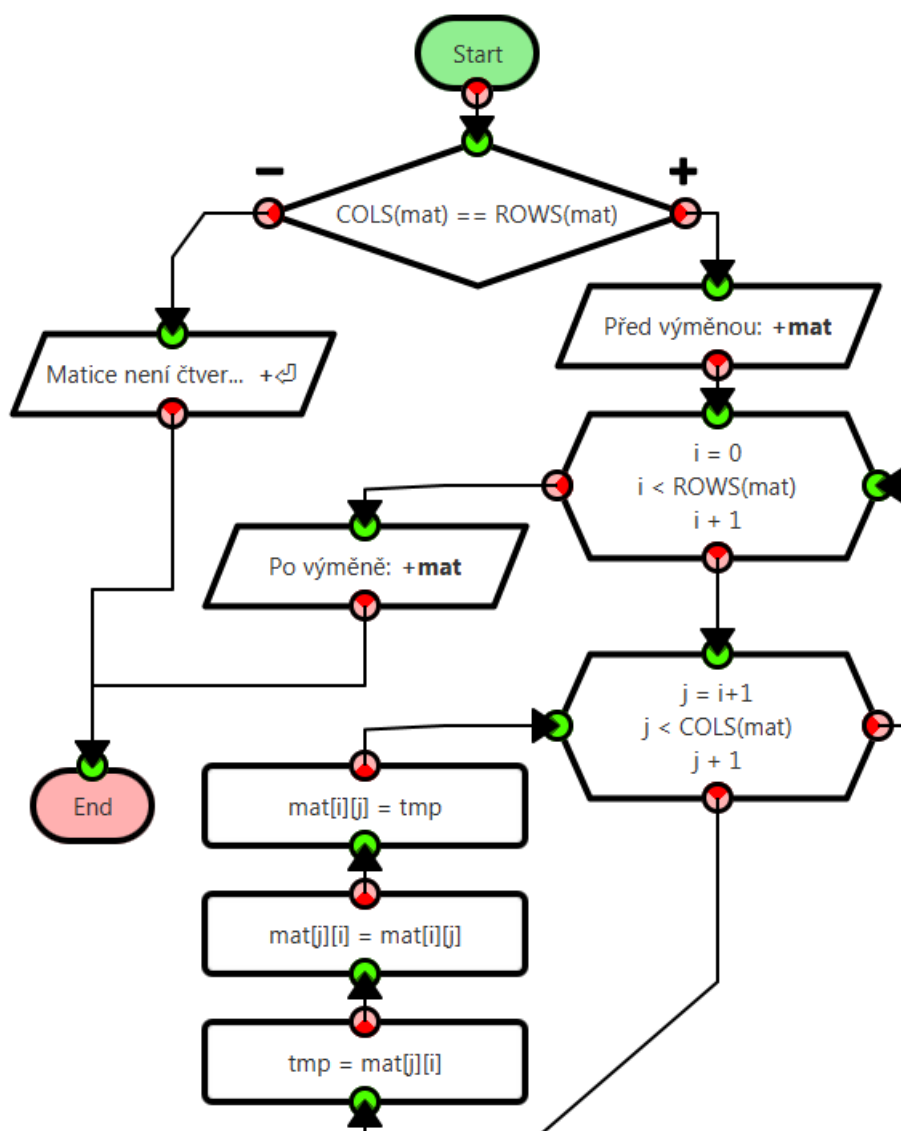 Start
−
+
COLS(mat) == ROWS(mat)
Před výměnou: +mat
Matice není čtver... +⏎
i = 0
i < ROWS(mat)
i + 1
Po výměně: +mat
j = i+1
j < COLS(mat)
j + 1
End
mat[i][j] = tmp
mat[j][i] = mat[i][j]
tmp = mat[j][i]